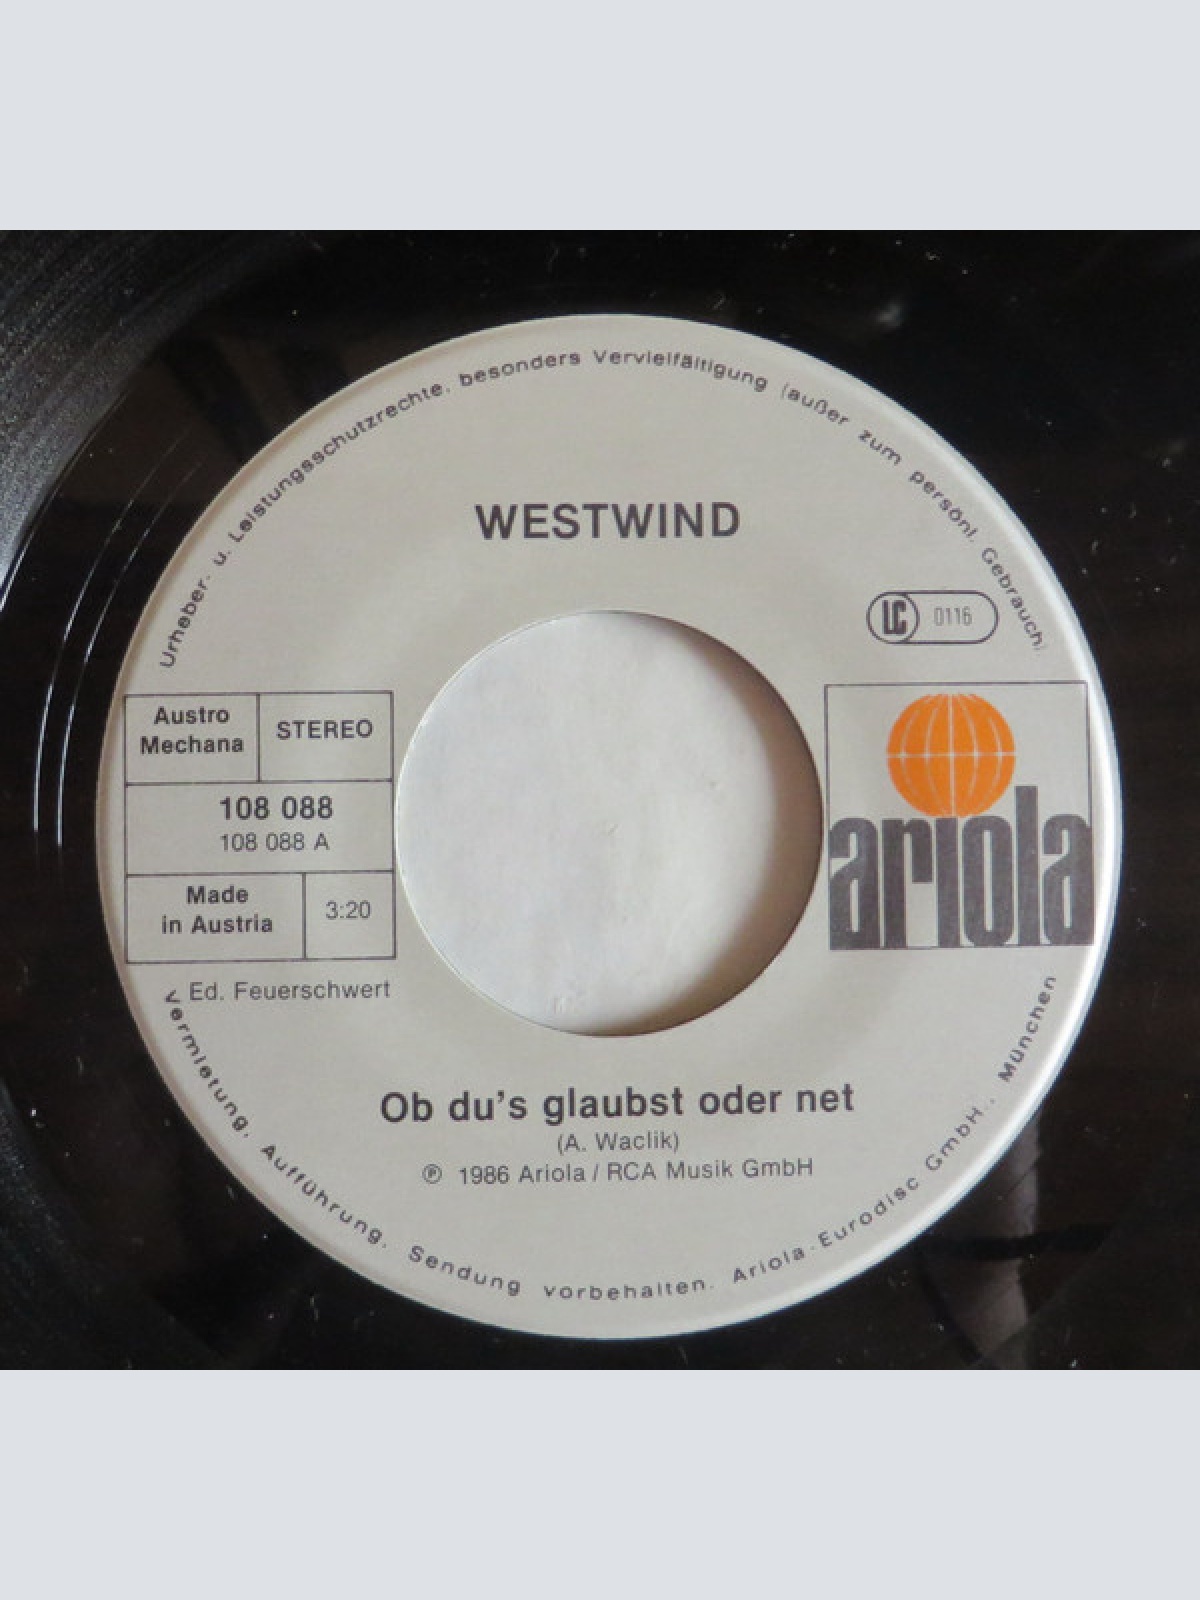 Urheber- u. Leistungsschutzrechte, besonders Vervielfältigung (außer zum persönl. Gebrauch)
WESTWIND
LC 0116
Austro
Mechana
STEREO
108 088
108 088 A
Made
in Austria
3:20
ariola
Ed. Feuerschwert
Ob du's glaubst oder net
(A. Waclik)
℗ 1986 Ariola / RCA Musik GmbH
Vermietung, Aufführung, Sendung vorbehalten. Ariola-Eurodisc GmbH., München